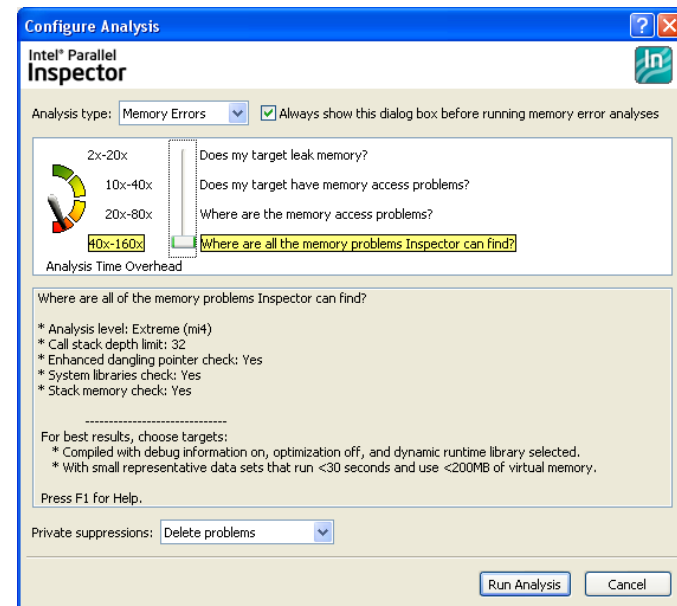 Configure Analysis
Intel® Parallel
Inspector
In
Analysis type: Memory Errors Always show this dialog box before running memory error analyses
2x-20x Does my target leak memory?
10x-40x Does my target have memory access problems?
20x-80x Where are the memory access problems?
40x-160x Where are all the memory problems Inspector can find?
Analysis Time Overhead
Where are all of the memory problems Inspector can find?
* Analysis level: Extreme (mi4)
* Call stack depth limit: 32
* Enhanced dangling pointer check: Yes
* System libraries check: Yes
* Stack memory check: Yes
------------------------------
For best results, choose targets:
* Compiled with debug information on, optimization off, and dynamic runtime library selected.
* With small representative data sets that run <30 seconds and use <200MB of virtual memory.
Press F1 for Help.
Private suppressions: Delete problems
Run Analysis Cancel